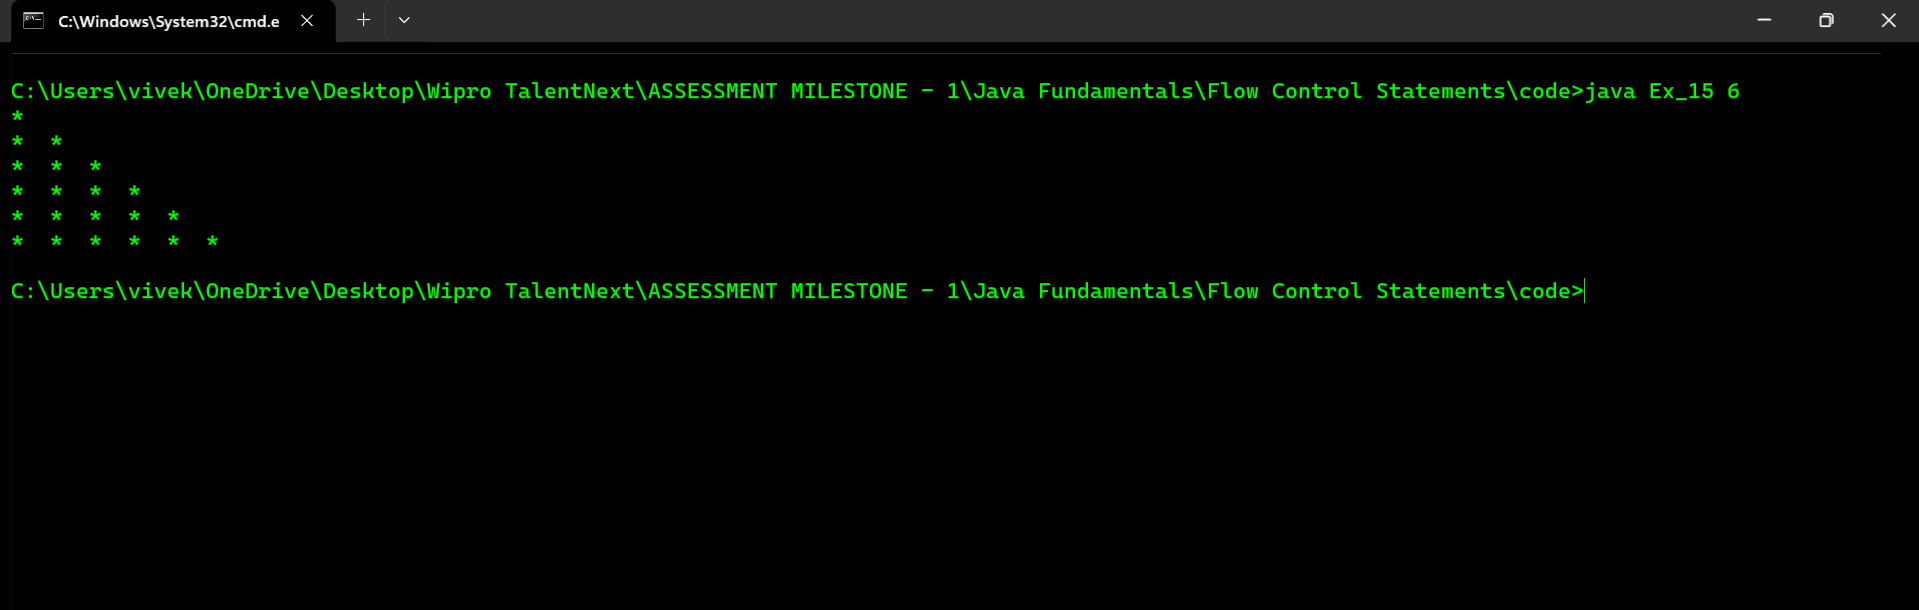 C:\Windows\System32\cmd.e
C:\Users\vivek\OneDrive\Desktop\Wipro TalentNext\ASSESSMENT MILESTONE - 1\Java Fundamentals\Flow Control Statements\code>java Ex_15 6
*
*  *
*  *  *
*  *  *  *
*  *  *  *  *
*  *  *  *  *  *
C:\Users\vivek\OneDrive\Desktop\Wipro TalentNext\ASSESSMENT MILESTONE - 1\Java Fundamentals\Flow Control Statements\code>